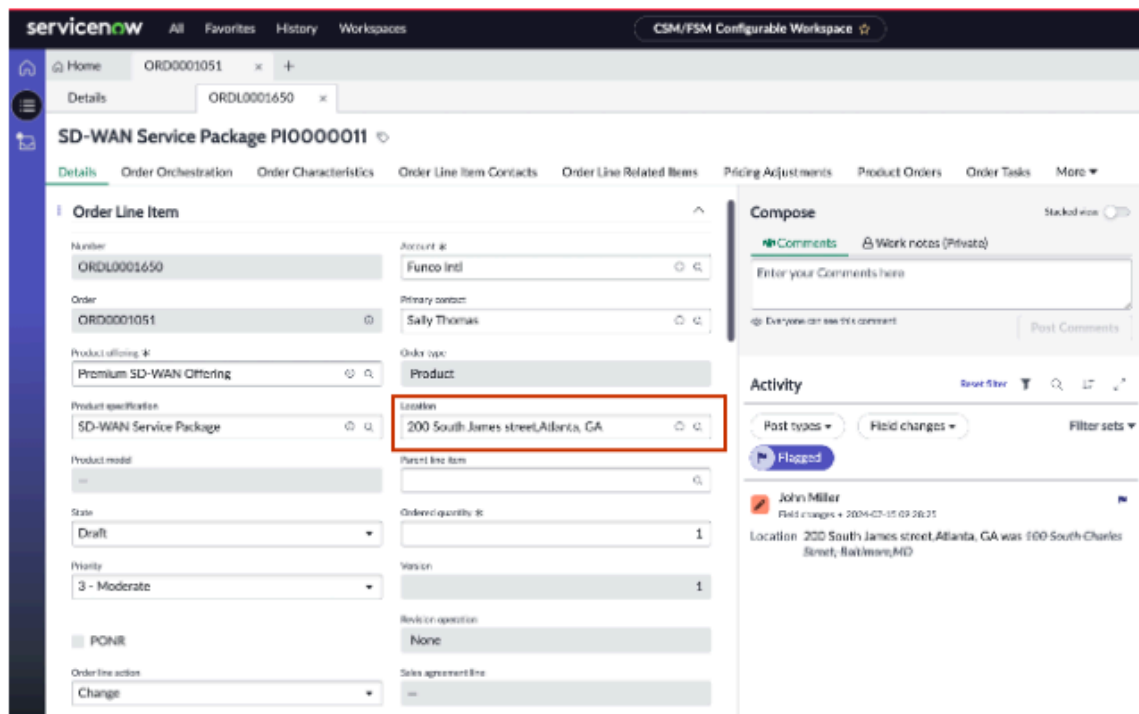 servicenow All Favorites History Workspaces CSM/FSM Configurable Workspace
Home ORD0001051 × +
Details ORDL0001650 ×
SD-WAN Service Package PI0000011
Details Order Orchestration Order Characteristics Order Line Item Contacts Order Line Related Items Pricing Adjustments Product Orders Order Tasks More
Order Line Item
Number
ORDL0001650
Order
ORD0001051
Product offering *
Premium SD-WAN Offering
Product specification
SD-WAN Service Package
Product model
—
State
Draft
Priority
3 - Moderate
PONR
Order line action
Change
Account *
Funco Intl
Primary contact
Sally Thomas
Order type
Product
Location
200 South James street,Atlanta, GA
Parent line item
Ordered quantity *
1
Version
1
Revision operation
None
Sales agreement line
—
Compose Stacked view
Comments Work notes (Private)
Enter your Comments here
Everyone can see this comment
Post Comments
Activity Reset filter
Post types Field changes Filter sets
Flagged
John Miller
Field changes • 2024-07-15 09:28:25
Location 200 South James street,Atlanta, GA was 100 South Charles
Street, Baltimore,MD